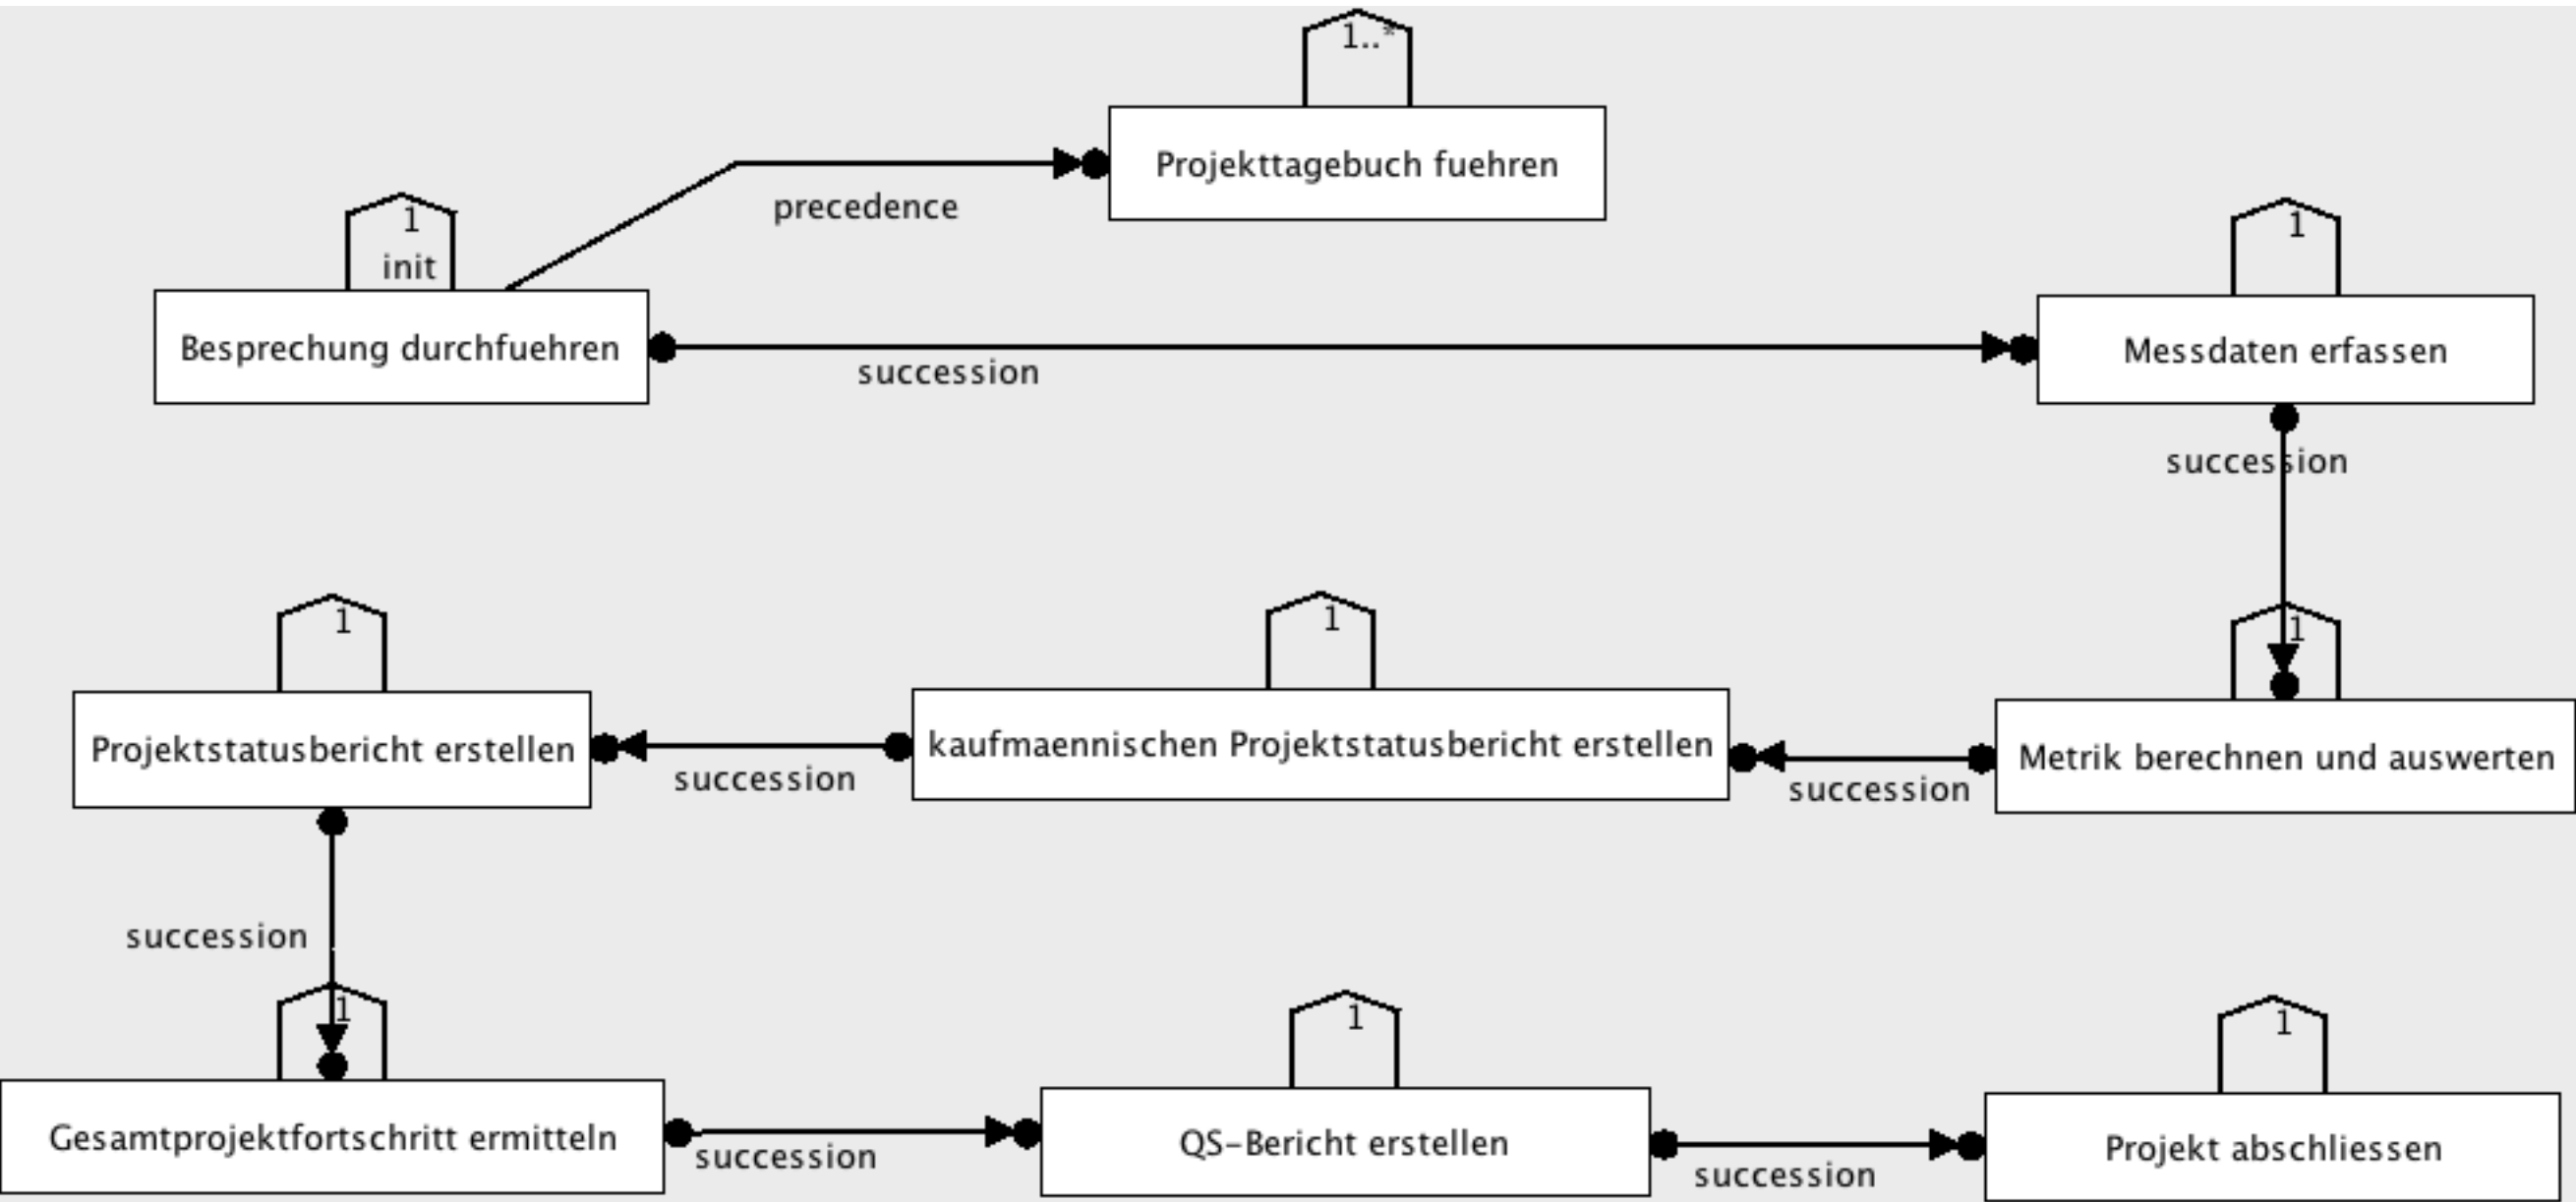 1..*
Projekttagebuch fuehren
precedence
1
init
Besprechung durchfuehren
succession
1
Messdaten erfassen
succession
1
Projektstatusbericht erstellen
succession
1
kaufmaennischen Projektstatusbericht erstellen
succession
1
Metrik berechnen und auswerten
succession
1
Gesamtprojektfortschritt ermitteln
succession
1
QS-Bericht erstellen
succession
1
Projekt abschliessen